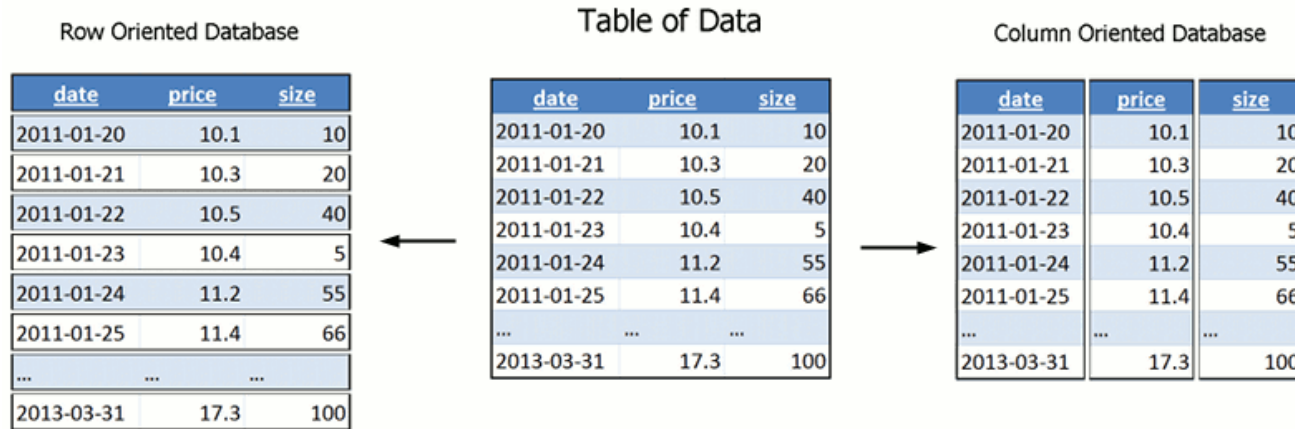 Row Oriented Database
date price size
2011-01-20 10.1 10
2011-01-21 10.3 20
2011-01-22 10.5 40
2011-01-23 10.4 5
2011-01-24 11.2 55
2011-01-25 11.4 66
... ... ...
2013-03-31 17.3 100
Table of Data
date price size
2011-01-20 10.1 10
2011-01-21 10.3 20
2011-01-22 10.5 40
2011-01-23 10.4 5
2011-01-24 11.2 55
2011-01-25 11.4 66
... ... ...
2013-03-31 17.3 100
Column Oriented Database
date price size
2011-01-20 10.1 10
2011-01-21 10.3 20
2011-01-22 10.5 40
2011-01-23 10.4 5
2011-01-24 11.2 55
2011-01-25 11.4 66
... ... ...
2013-03-31 17.3 100